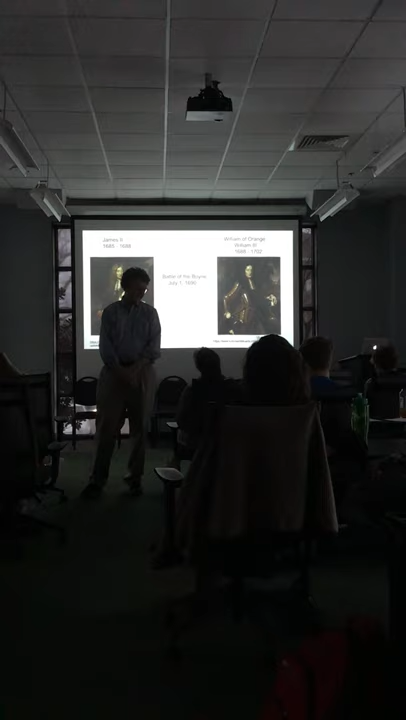 James II
1685 - 1688
William of Orange
William III
1689 - 1702
Battle of the Boyne
July 1, 1690